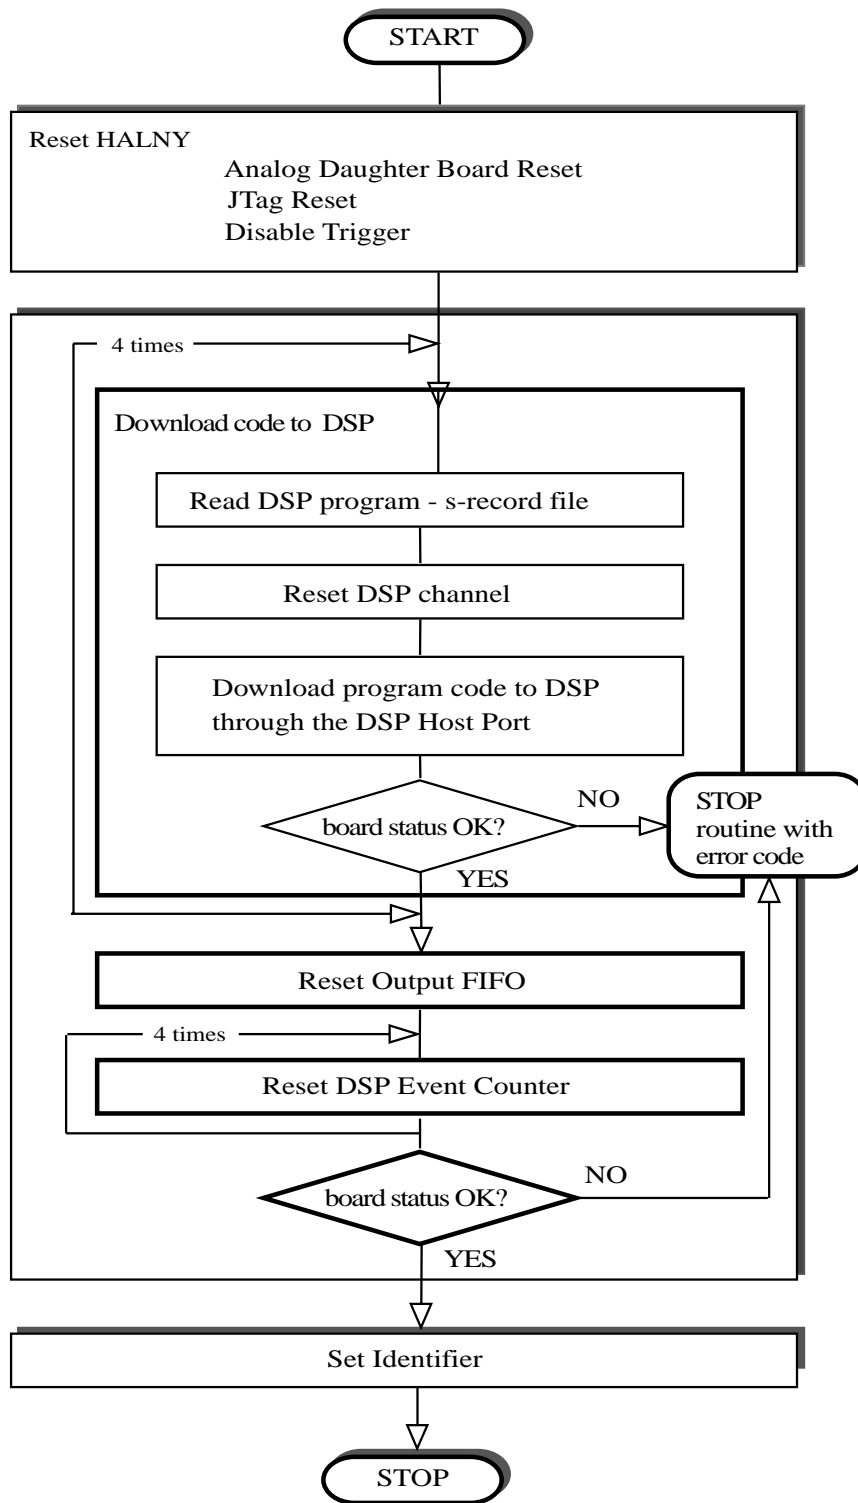 START
Reset HALNY
Analog Daughter Board Reset
JTag Reset
Disable Trigger
4 times
Download code to DSP
Read DSP program - s-record file
Reset DSP channel
Download program code to DSP
through the DSP Host Port
board status OK?
NO
STOP
routine with
error code
YES
Reset Output FIFO
4 times
Reset DSP Event Counter
board status OK?
NO
YES
Set Identifier
STOP